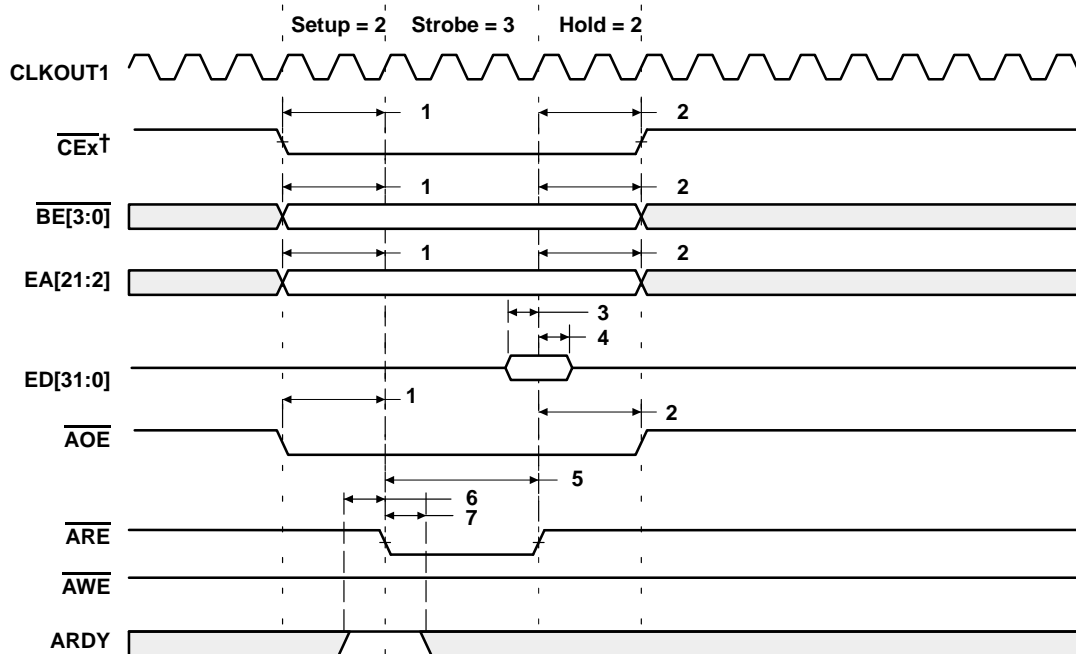 Setup = 2 Strobe = 3 Hold = 2
CLKOUT1
1 2
CEx†
1 2
BE[3:0]
1 2
EA[21:2]
3
4
ED[31:0]
1
2
AOE
5
6
7
ARE
AWE
ARDY